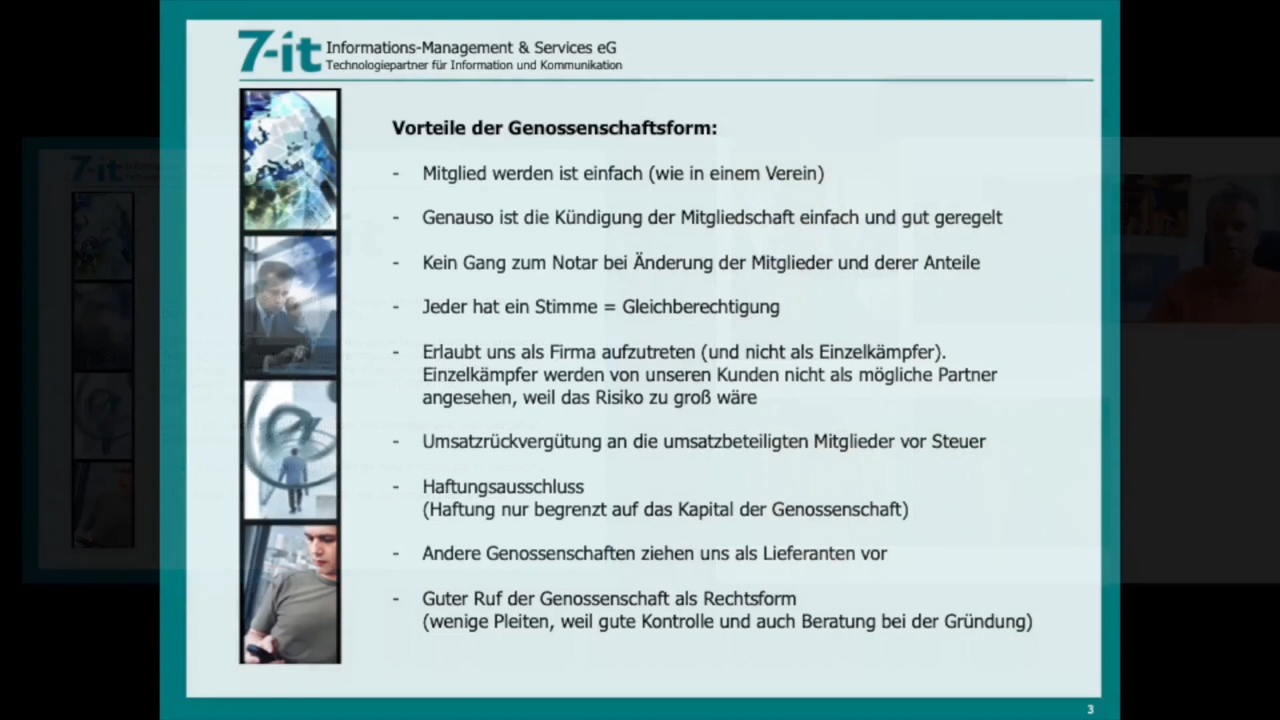 7-it Informations-Management & Services eG
Technologiepartner für Information und Kommunikation
Vorteile der Genossenschaftsform:
- Mitglied werden ist einfach (wie in einem Verein)
- Genauso ist die Kündigung der Mitgliedschaft einfach und gut geregelt
- Kein Gang zum Notar bei Änderung der Mitglieder und derer Anteile
- Jeder hat ein Stimme = Gleichberechtigung
- Erlaubt uns als Firma aufzutreten (und nicht als Einzelkämpfer).
Einzelkämpfer werden von unseren Kunden nicht als mögliche Partner
angesehen, weil das Risiko zu groß wäre
- Umsatzrückvergütung an die umsatzbeteiligten Mitglieder vor Steuer
- Haftungsausschluss
(Haftung nur begrenzt auf das Kapital der Genossenschaft)
- Andere Genossenschaften ziehen uns als Lieferanten vor
- Guter Ruf der Genossenschaft als Rechtsform
(wenige Pleiten, weil gute Kontrolle und auch Beratung bei der Gründung)
3
7-it